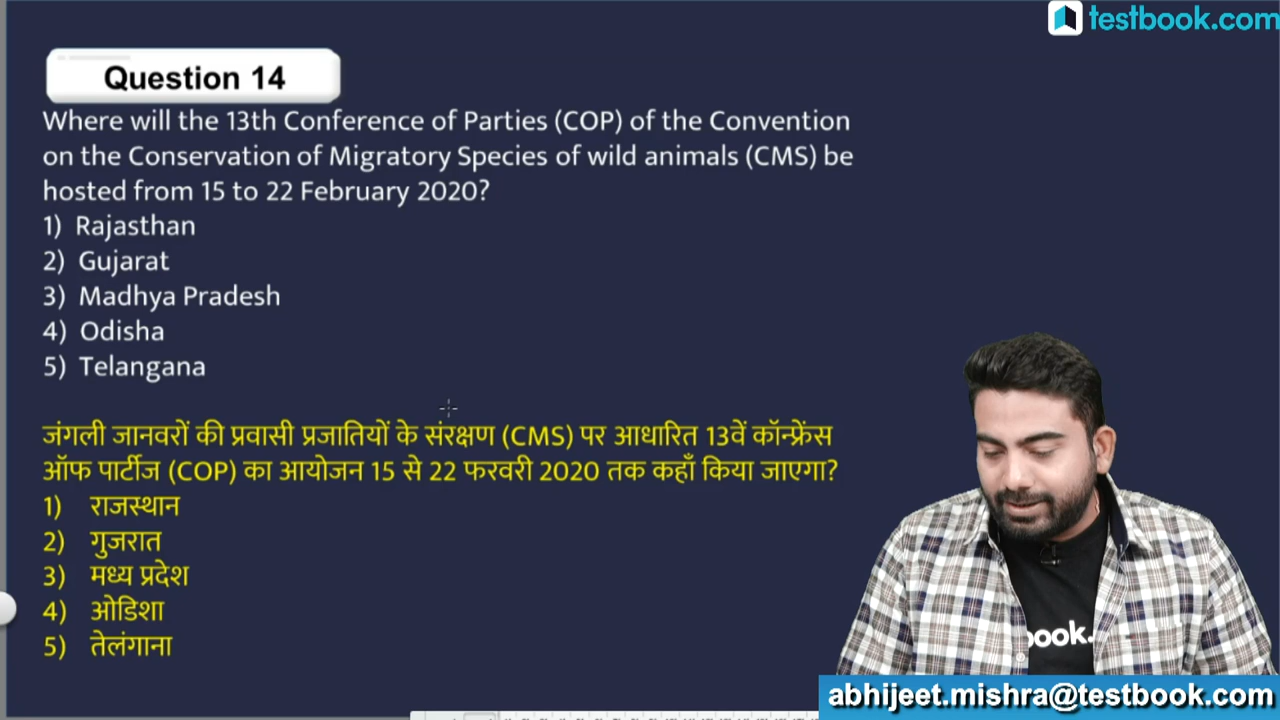 testbook.com
Question 14
Where will the 13th Conference of Parties (COP) of the Convention
on the Conservation of Migratory Species of wild animals (CMS) be
hosted from 15 to 22 February 2020?
1) Rajasthan
2) Gujarat
3) Madhya Pradesh
4) Odisha
5) Telangana
जंगली जानवरों की प्रवासी प्रजातियों के संरक्षण (CMS) पर आधारित 13वें कॉन्फ्रेंस
ऑफ पार्टीज (COP) का आयोजन 15 से 22 फरवरी 2020 तक कहाँ किया जाएगा?
1) राजस्थान
2) गुजरात
3) मध्य प्रदेश
4) ओडिशा
5) तेलंगाना
book.
abhijeet.mishra@testbook.com